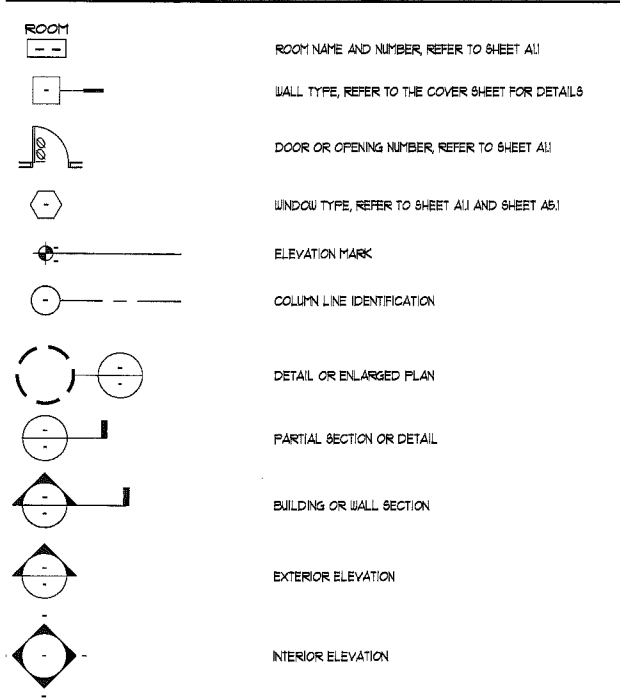 ROOM
-- ROOM NAME AND NUMBER, REFER TO SHEET A1.1
- WALL TYPE, REFER TO THE COVER SHEET FOR DETAILS
DOOR OR OPENING NUMBER, REFER TO SHEET A1.1
- WINDOW TYPE, REFER TO SHEET A1.1 AND SHEET A5.1
ELEVATION MARK
COLUMN LINE IDENTIFICATION
DETAIL OR ENLARGED PLAN
PARTIAL SECTION OR DETAIL
BUILDING OR WALL SECTION
EXTERIOR ELEVATION
INTERIOR ELEVATION